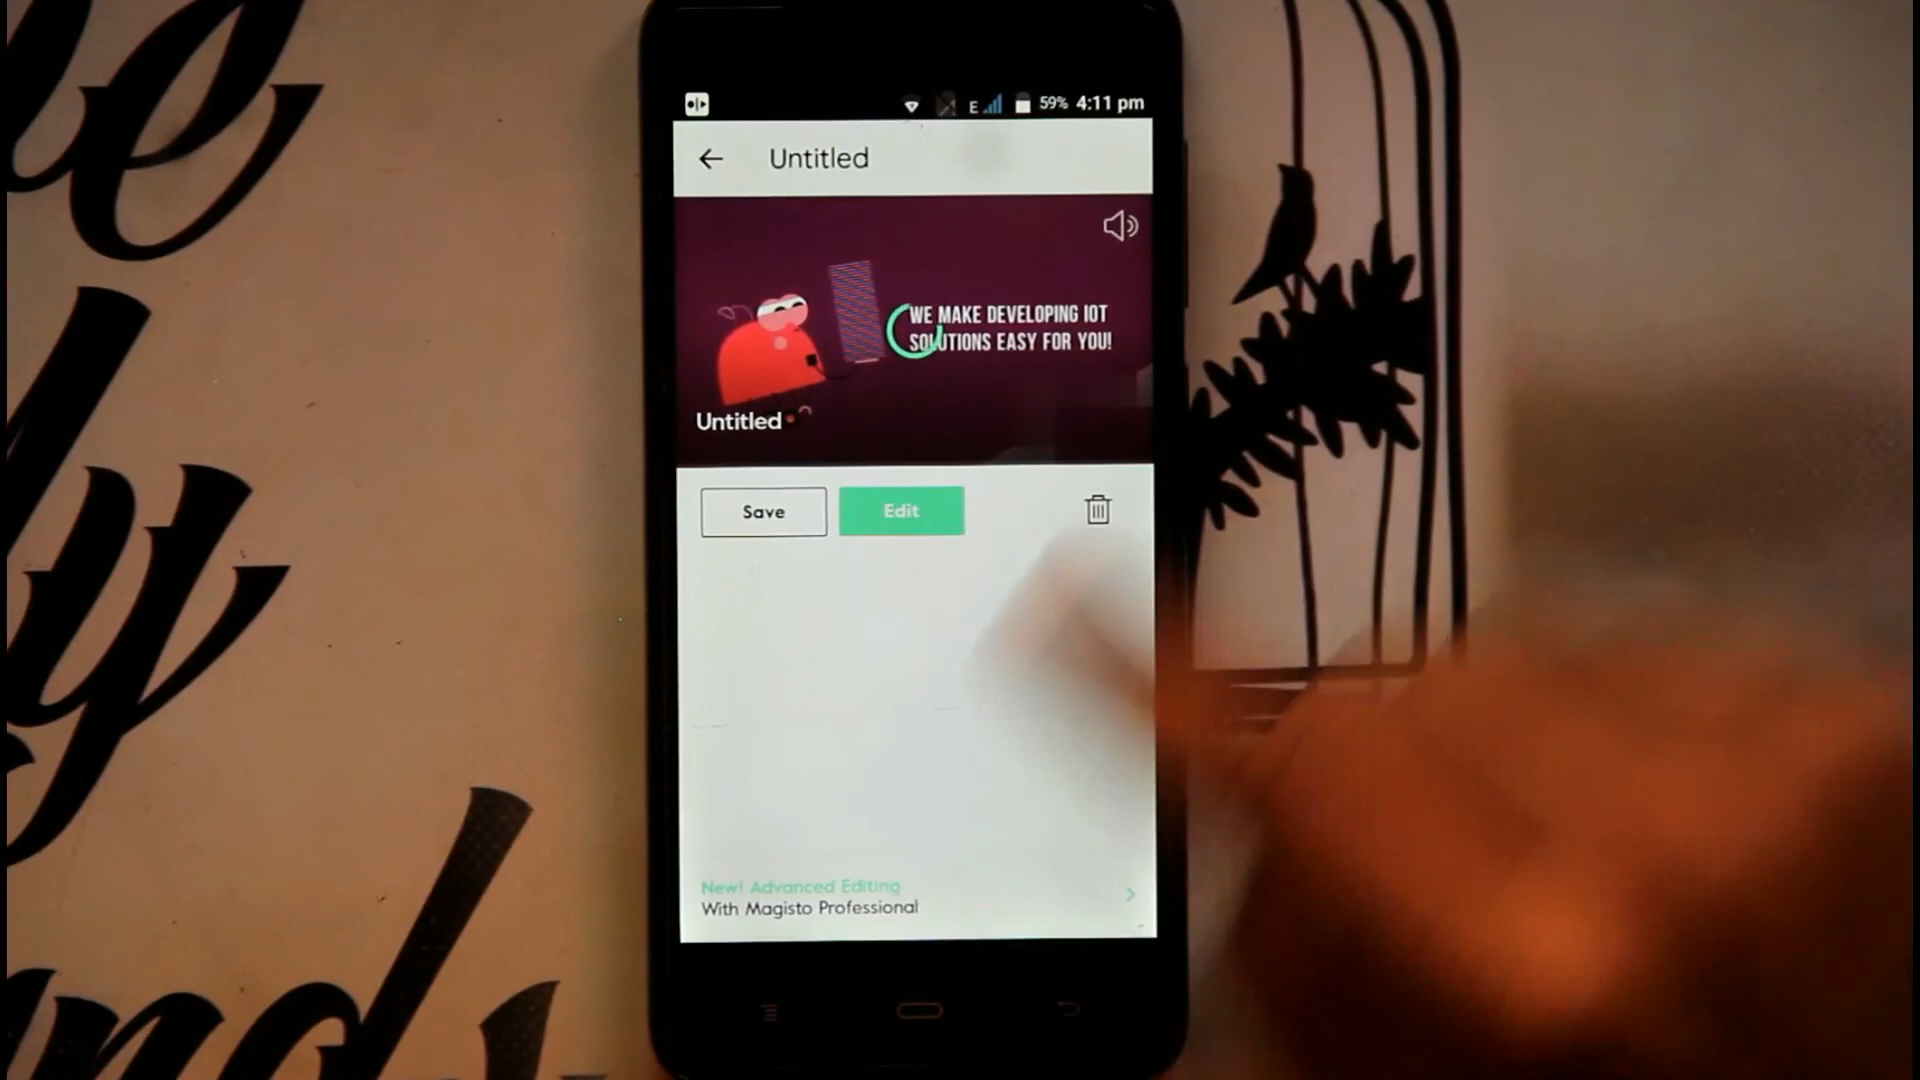 E 59% 4:11 pm
Untitled
WE MAKE DEVELOPING IOT
SOLUTIONS EASY FOR YOU!
Untitled
Save Edit
New! Advanced Editing
With Magisto Professional